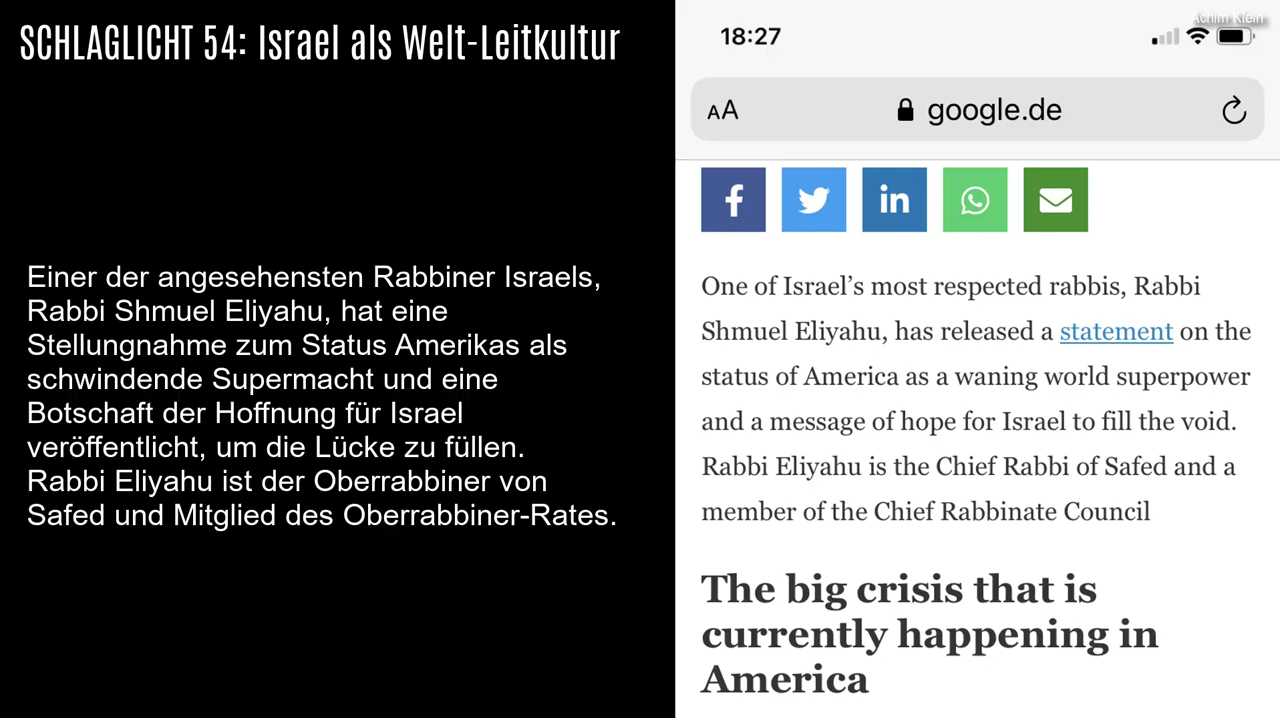 SCHLAGLICHT 54: Israel als Welt-Leitkultur
Einer der angesehensten Rabbiner Israels,
Rabbi Shmuel Eliyahu, hat eine
Stellungnahme zum Status Amerikas als
schwindende Supermacht und eine
Botschaft der Hoffnung für Israel
veröffentlicht, um die Lücke zu füllen.
Rabbi Eliyahu ist der Oberrabbiner von
Safed und Mitglied des Oberrabbiner-Rates.
Achim Klein
18:27
AA
google.de
One of Israel’s most respected rabbis, Rabbi
Shmuel Eliyahu, has released a statement on the
status of America as a waning world superpower
and a message of hope for Israel to fill the void.
Rabbi Eliyahu is the Chief Rabbi of Safed and a
member of the Chief Rabbinate Council
The big crisis that is
currently happening in
America